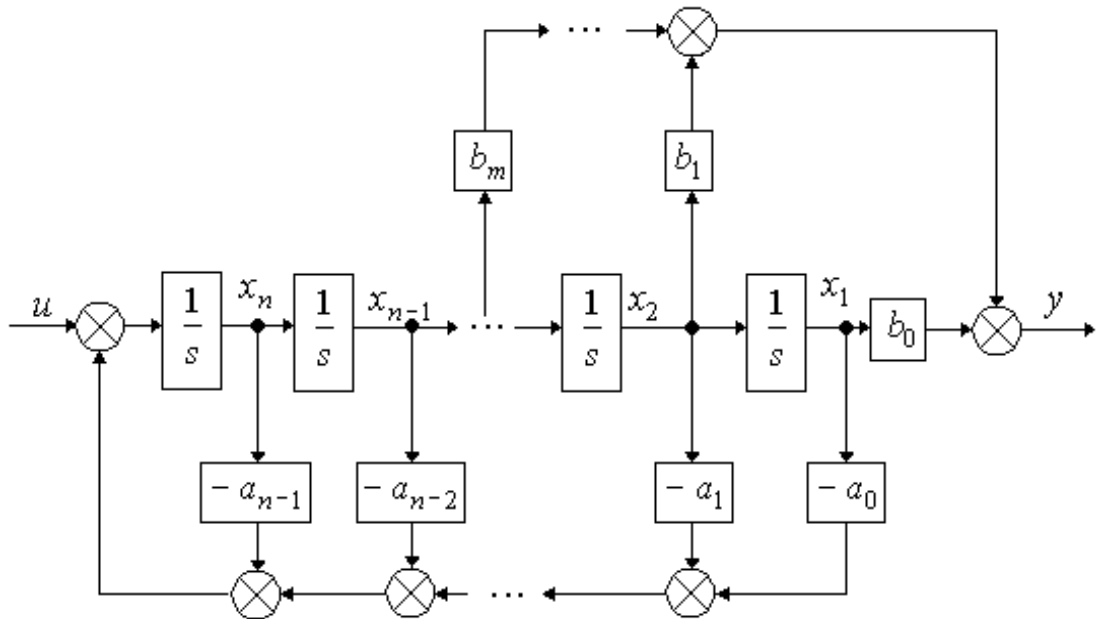 ...
b_m
b_1
u
1/s
x_n
1/s
x_{n-1}
...
1/s
x_2
1/s
x_1
b_0
y
- a_{n-1}
- a_{n-2}
- a_1
- a_0
...